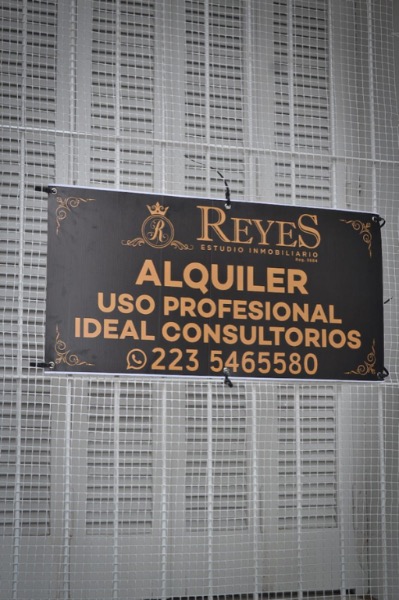 R
REYES
ESTUDIO INMOBILIARIO
ALQUILER
USO PROFESIONAL
IDEAL CONSULTORIOS
223 5465580